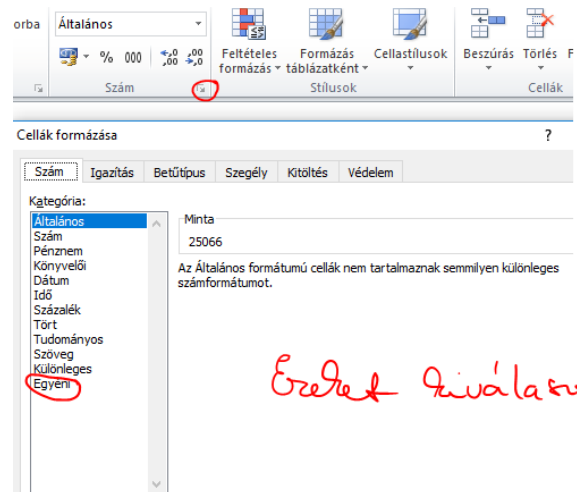 orba Általános
% 000 ,00 ,00 ,0
Feltételes formázás Formázás táblázatként Cellastílusok Beszúrás Törlés F
Szám Stílusok Cellák
Cellák formázása ?
Szám Igazítás Betűtípus Szegély Kitöltés Védelem
Kategória:
Általános
Szám
Pénznem
Könyvelői
Dátum
Idő
Százalék
Tört
Tudományos
Szöveg
Különleges
Egyéni
Minta
25066
Az Általános formátumú cellák nem tartalmaznak semmilyen különleges
számformátumot.
Ezeket